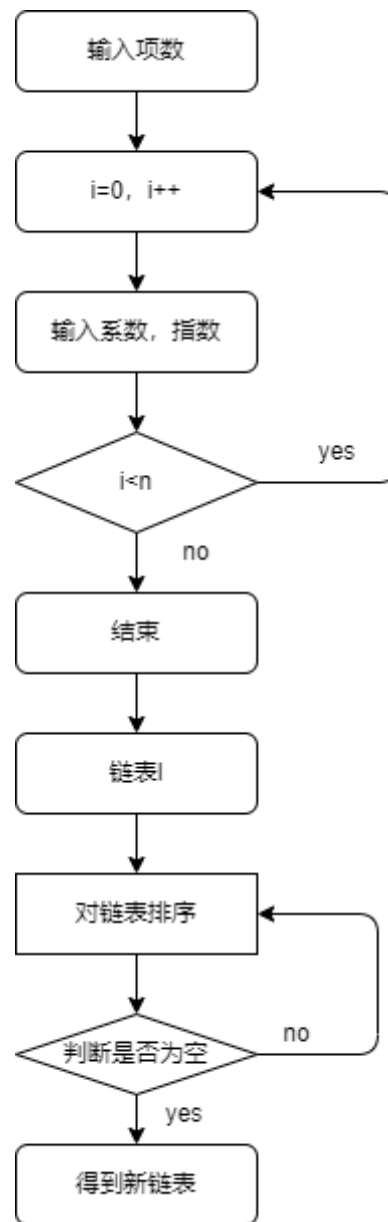 输入项数
i=0，i++
输入系数，指数
i<n
yes
no
结束
链表l
对链表排序
判断是否为空
no
yes
得到新链表